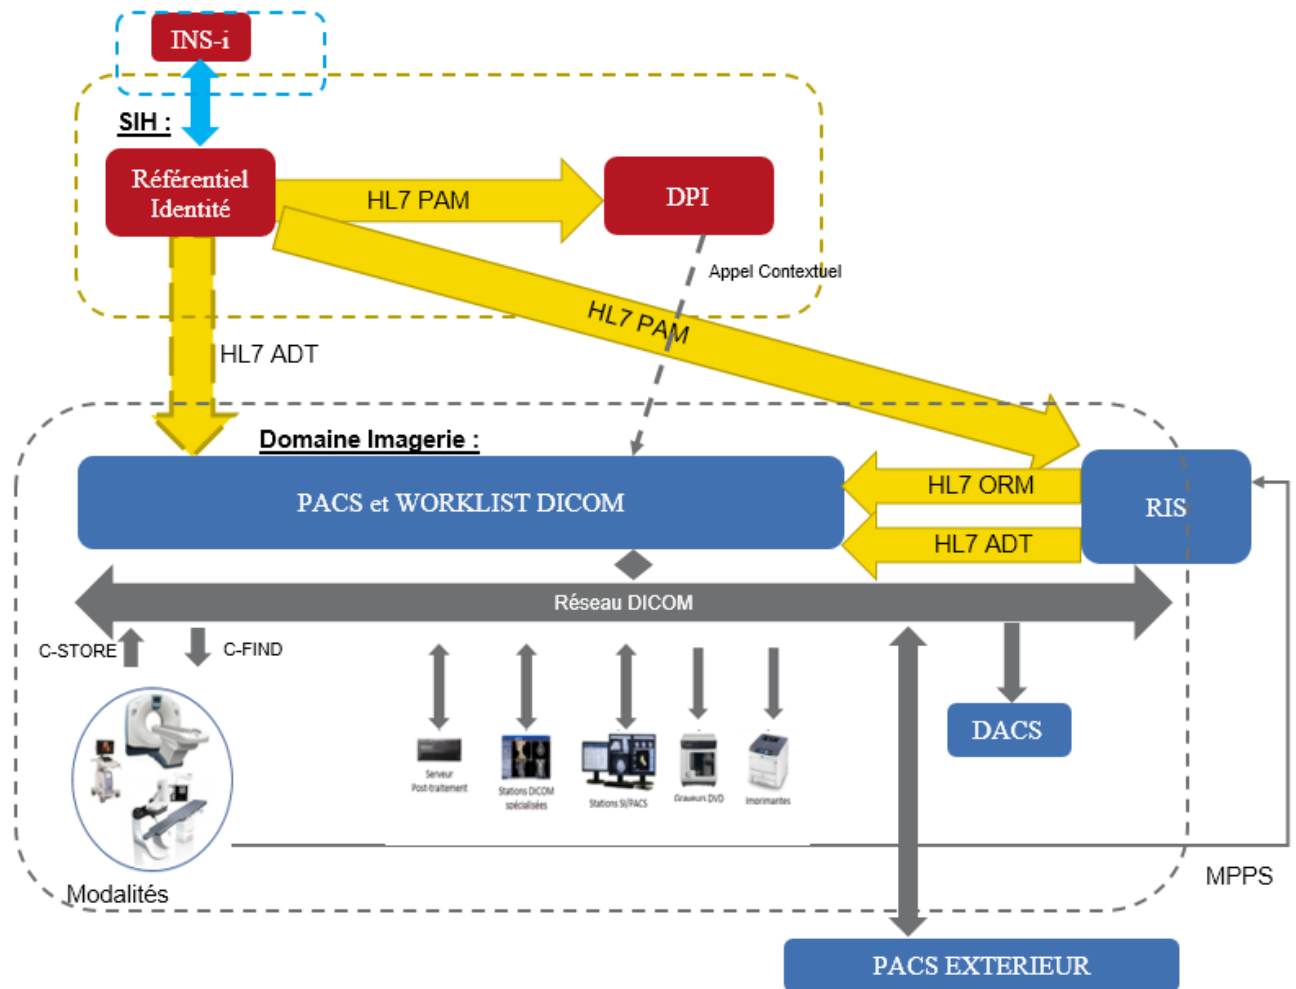 INS-i
SIH :
Référentiel
Identité
HL7 PAM
DPI
Appel Contextuel
HL7 PAM
HL7 ADT
Domaine Imagerie :
PACS et WORKLIST DICOM
HL7 ORM
HL7 ADT
RIS
Réseau DICOM
C-STORE
C-FIND
DACS
Serveur
Post-traitement
Stations DICOM
spécialisées
Stations SI/PACS
Graveurs DVD
Imprimantes
Modalités
MPPS
PACS EXTERIEUR